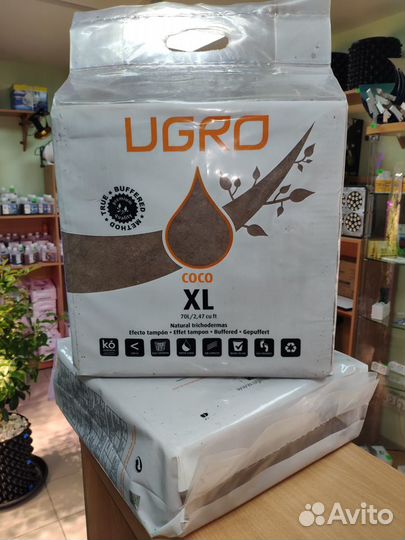 UGRO
TRUE BUFFERED METHOD
COCO
XL
70L/2,47 cu ft
Natural trichodermas
Efecto tampón • Effet tampon • Buffered • Gepuffert
kó
Avito